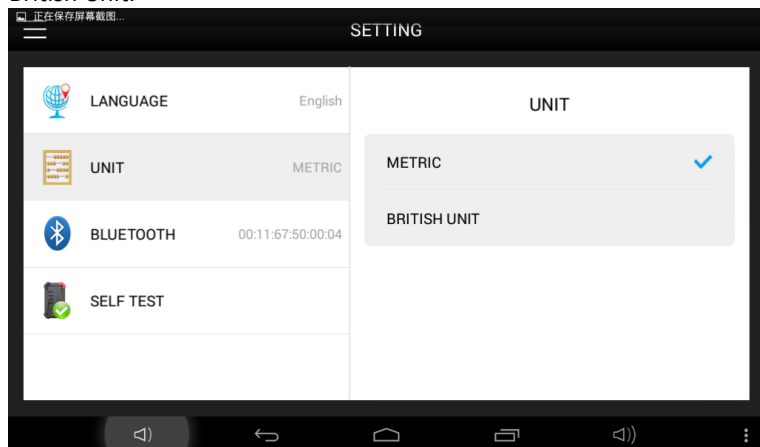 British Unit.
正在保存屏幕截图...
SETTING
LANGUAGE English
UNIT METRIC
BLUETOOTH 00:11:67:50:00:04
SELF TEST
UNIT
METRIC
BRITISH UNIT